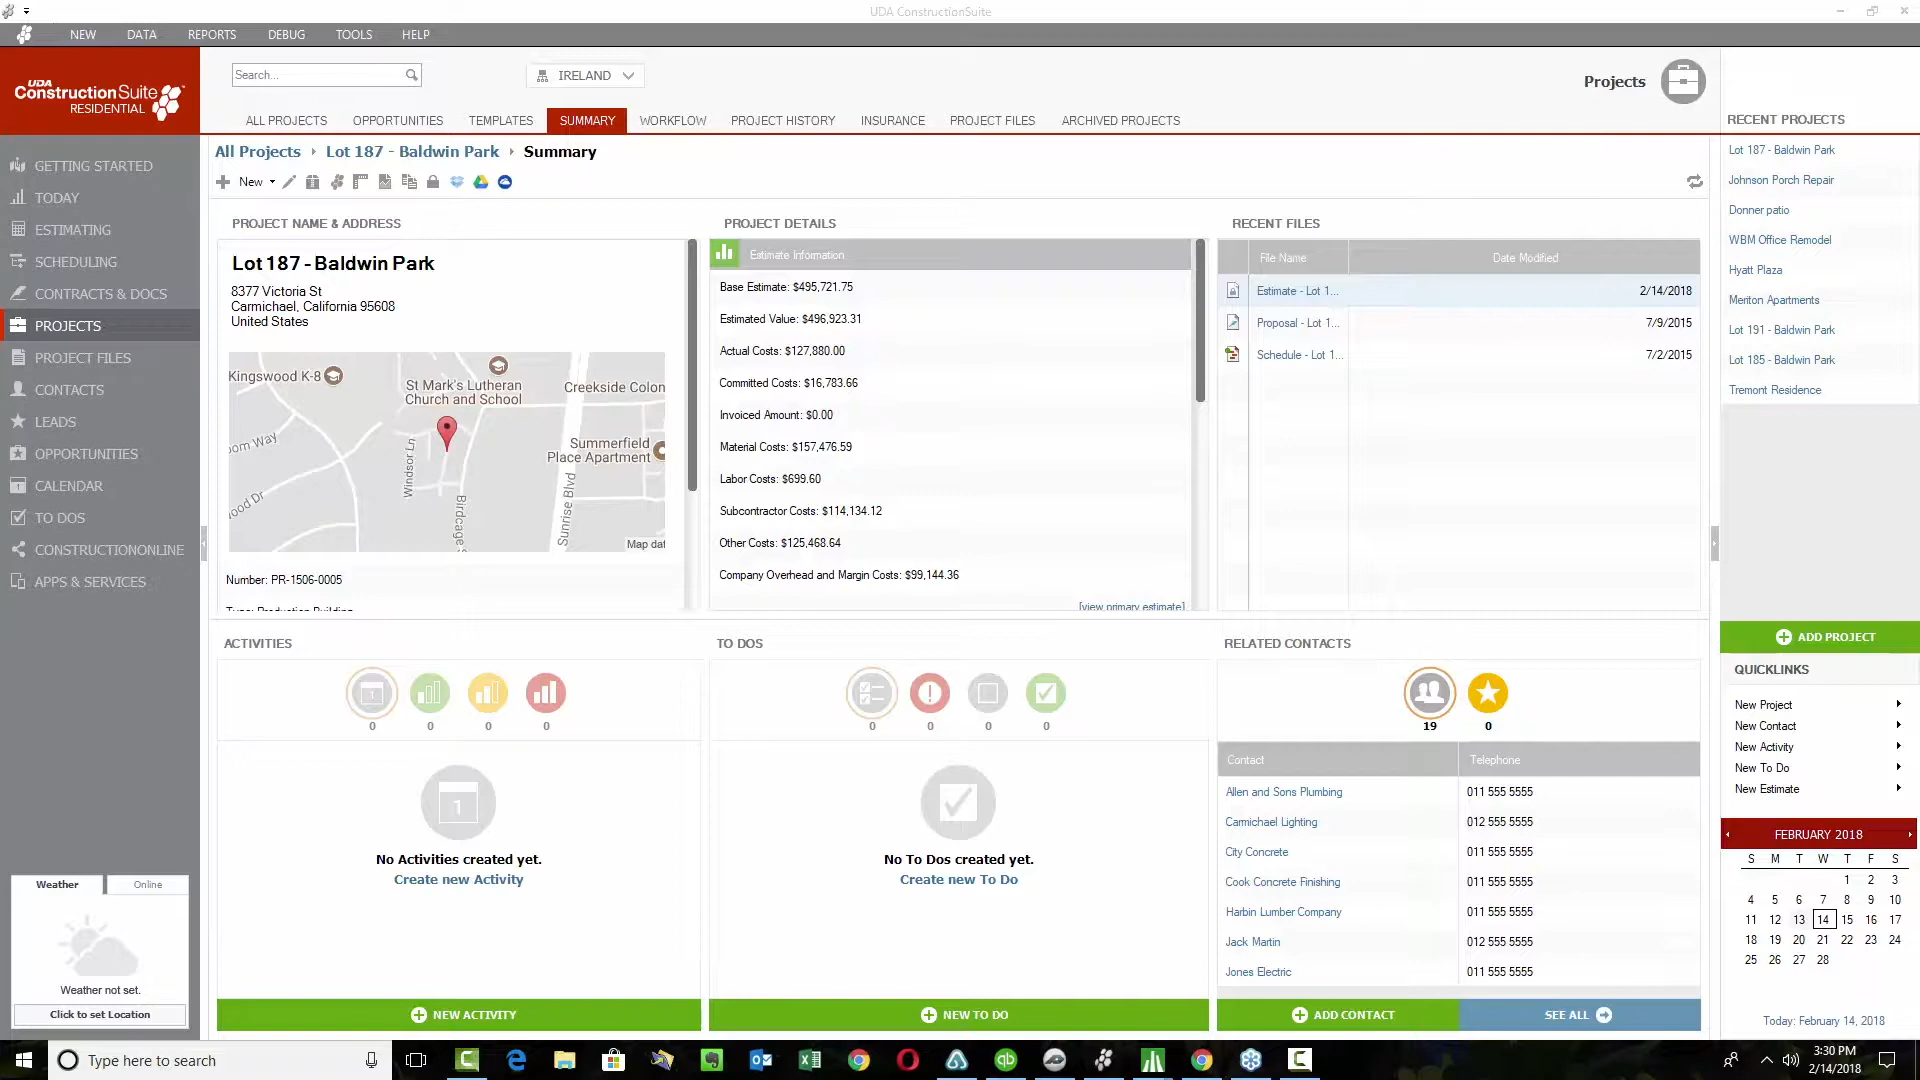 UDA ConstructionSuite
NEW DATA REPORTS DEBUG TOOLS HELP
UDA
ConstructionSuite
RESIDENTIAL
Search...
IRELAND
Projects
ALL PROJECTS OPPORTUNITIES TEMPLATES SUMMARY WORKFLOW PROJECT HISTORY INSURANCE PROJECT FILES ARCHIVED PROJECTS
All Projects Lot 187 - Baldwin Park Summary
New
GETTING STARTED
TODAY
ESTIMATING
SCHEDULING
CONTRACTS & DOCS
PROJECTS
PROJECT FILES
CONTACTS
LEADS
OPPORTUNITIES
CALENDAR
TO DOS
CONSTRUCTIONONLINE
APPS & SERVICES
Weather Online
Weather not set.
Click to set Location
PROJECT NAME & ADDRESS
Lot 187 - Baldwin Park
8377 Victoria St
Carmichael, California 95608
United States
Kingswood K-8
St Mark's Lutheran
Church and School
Creekside Colon
oom Way
Windsor Ln
Summerfield
Place Apartment
wood Dr
Birdcage S
Sunrise Blvd
Map dat
Number: PR-1506-0005
Type: Production Building
PROJECT DETAILS
Estimate Information
Base Estimate: $495,721.75
Estimated Value: $496,923.31
Actual Costs: $127,880.00
Committed Costs: $16,783.66
Invoiced Amount: $0.00
Material Costs: $157,476.59
Labor Costs: $699.60
Subcontractor Costs: $114,134.12
Other Costs: $125,468.64
Company Overhead and Margin Costs: $99,144.36
[view primary estimate]
RECENT FILES
File Name Date Modified
Estimate - Lot 1... 2/14/2018
Proposal - Lot 1... 7/9/2015
Schedule - Lot 1... 7/2/2015
ACTIVITIES
1
0 0 0 0
1
No Activities created yet.
Create new Activity
NEW ACTIVITY
TO DOS
0 0 0 0
No To Dos created yet.
Create new To Do
NEW TO DO
RELATED CONTACTS
19 0
Contact Telephone
Allen and Sons Plumbing 011 555 5555
Carmichael Lighting 012 555 5555
City Concrete 011 555 5555
Cook Concrete Finishing 011 555 5555
Harbin Lumber Company 011 555 5555
Jack Martin 012 555 5555
Jones Electric 011 555 5555
ADD CONTACT SEE ALL
RECENT PROJECTS
Lot 187 - Baldwin Park
Johnson Porch Repair
Donner patio
WBM Office Remodel
Hyatt Plaza
Meriton Apartments
Lot 191 - Baldwin Park
Lot 185 - Baldwin Park
Tremont Residence
ADD PROJECT
QUICKLINKS
New Project
New Contact
New Activity
New To Do
New Estimate
FEBRUARY 2018
S M T W T F S
1 2 3
4 5 6 7 8 9 10
11 12 13 14 15 16 17
18 19 20 21 22 23 24
25 26 27 28
Today: February 14, 2018
Type here to search
3:30 PM
2/14/2018